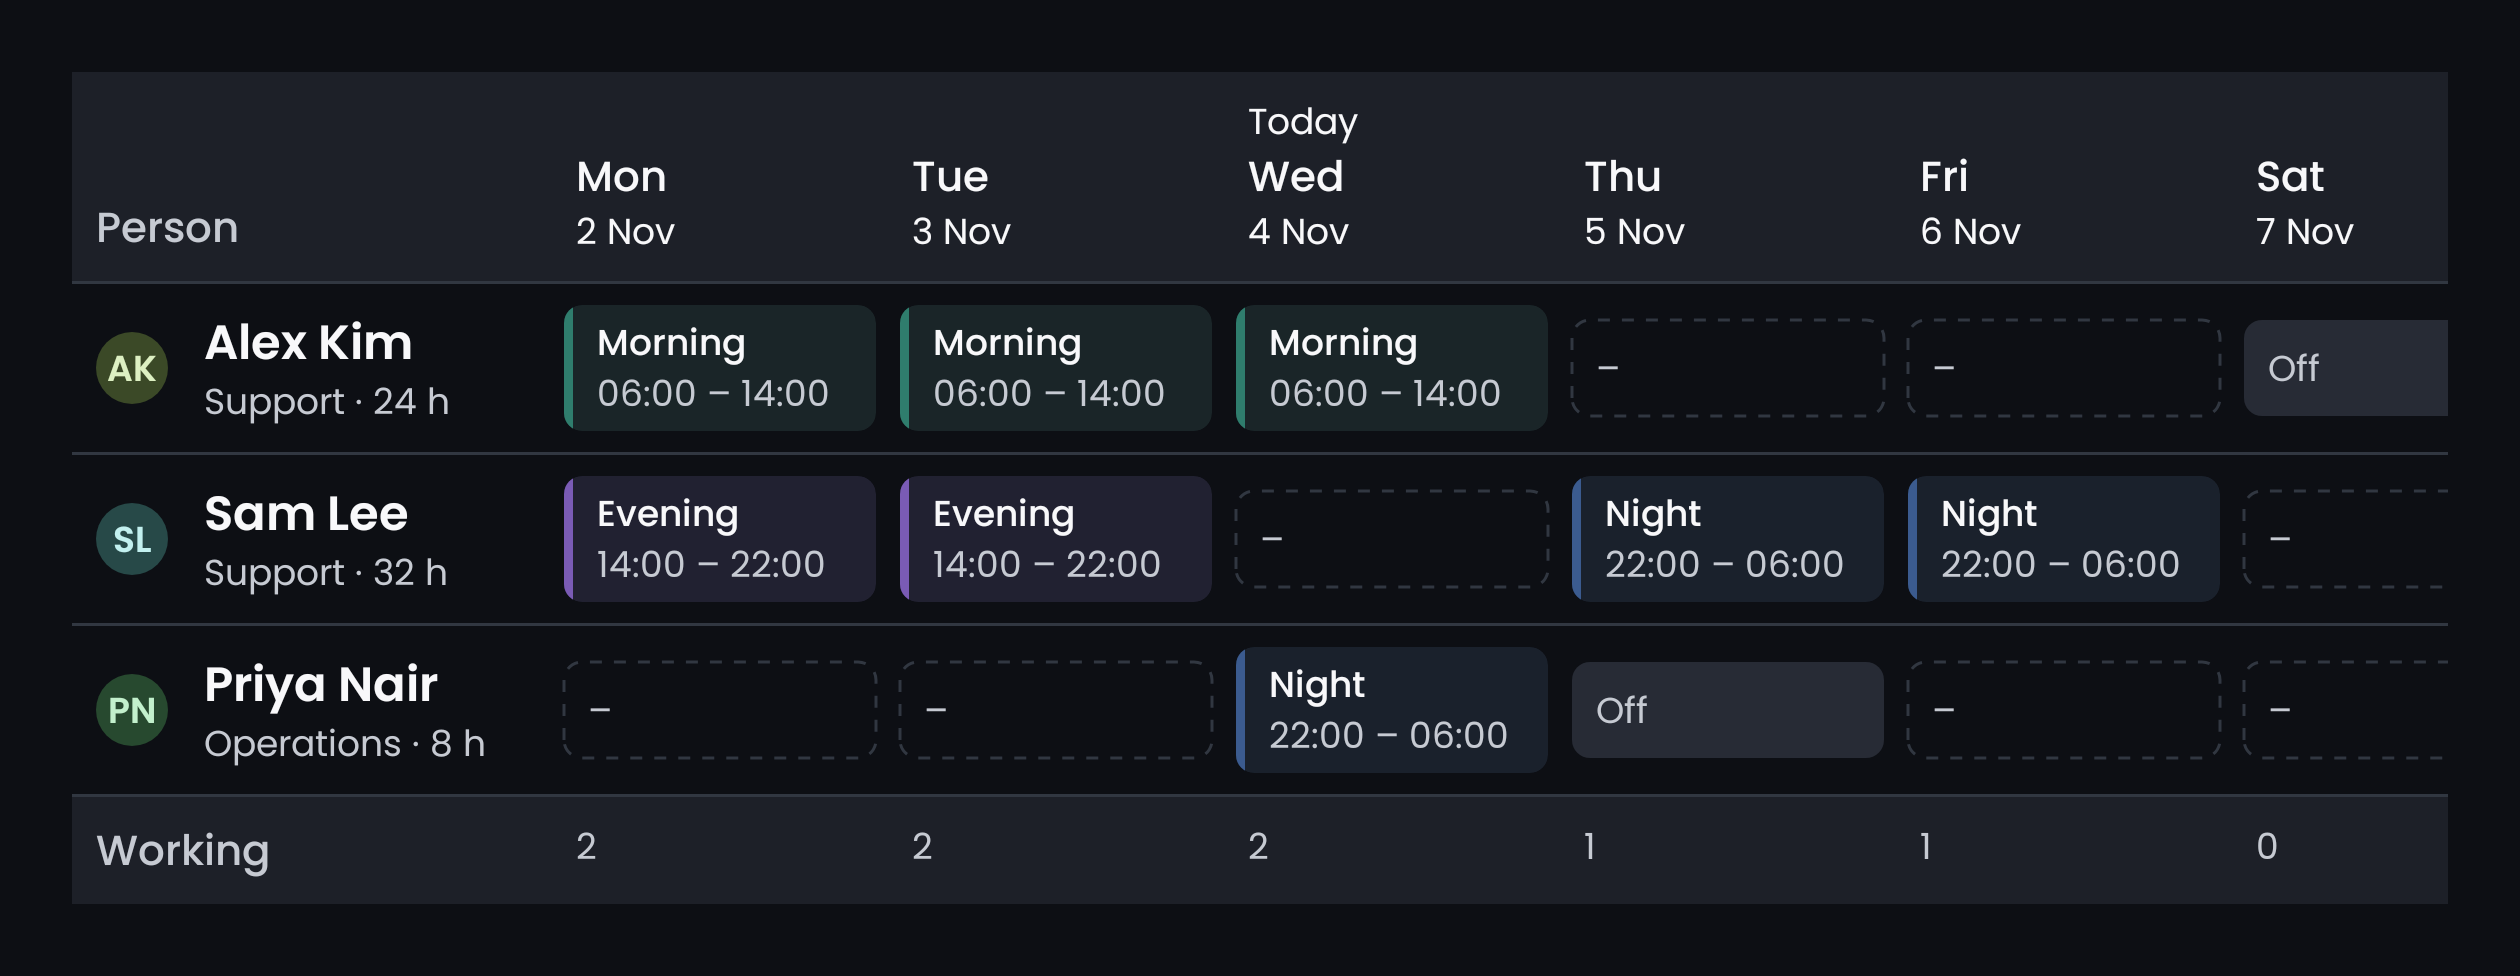 Person
Mon
2 Nov
Tue
3 Nov
Today
Wed
4 Nov
Thu
5 Nov
Fri
6 Nov
Sat
7 Nov
AK
Alex Kim
Support · 24 h
Morning
06:00 – 14:00
Morning
06:00 – 14:00
Morning
06:00 – 14:00
–
–
Off
SL
Sam Lee
Support · 32 h
Evening
14:00 – 22:00
Evening
14:00 – 22:00
–
Night
22:00 – 06:00
Night
22:00 – 06:00
–
PN
Priya Nair
Operations · 8 h
–
–
Night
22:00 – 06:00
Off
–
–
Working
2
2
2
1
1
0